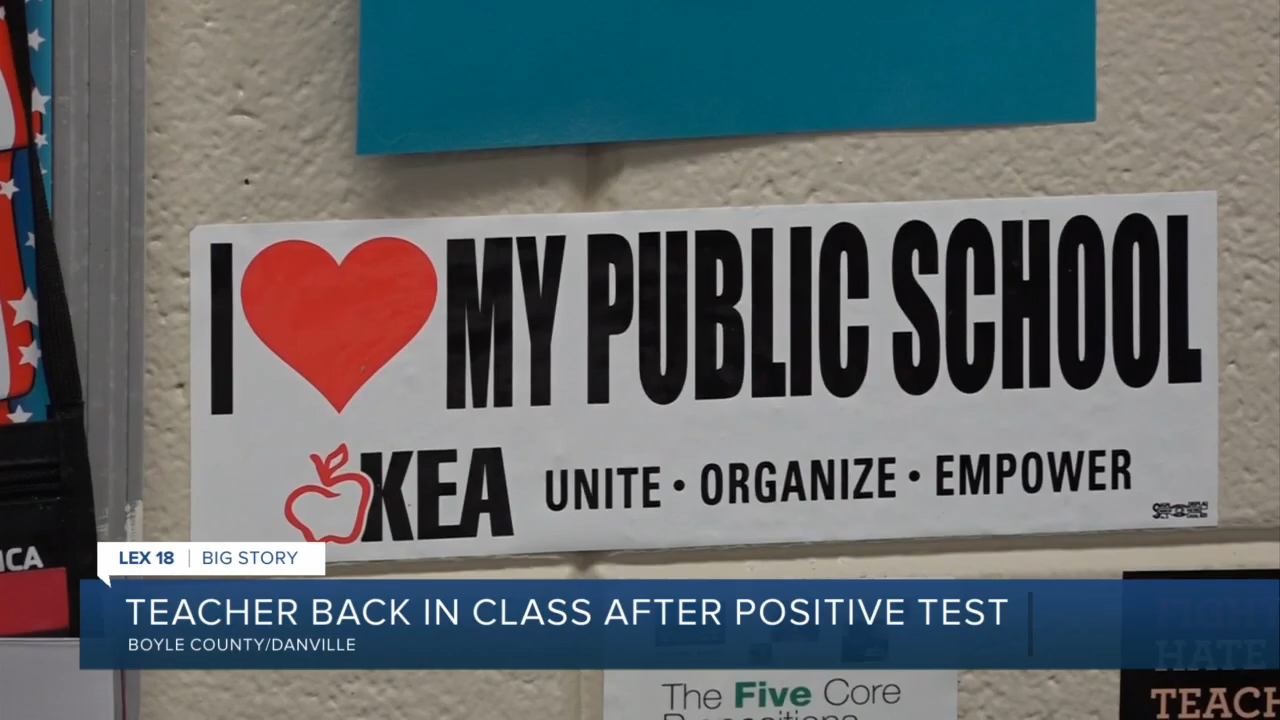 I MY PUBLIC SCHOOL
KEA UNITE • ORGANIZE • EMPOWER
ICA
LEX 18 | BIG STORY
TEACHER BACK IN CLASS AFTER POSITIVE TEST
BOYLE COUNTY/DANVILLE
The Five Core
HATE
TEACH